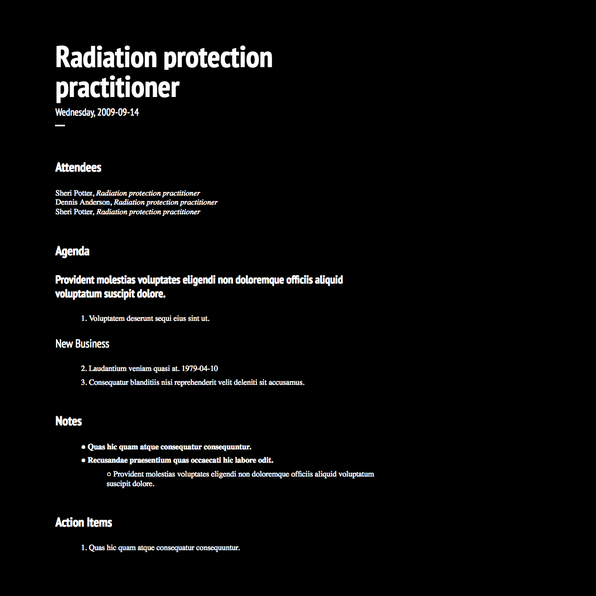 Radiation protection
practitioner
Wednesday, 2009-09-14
Attendees
Sheri Potter, Radiation protection practitioner
Dennis Anderson, Radiation protection practitioner
Sheri Potter, Radiation protection practitioner
Agenda
Provident molestias voluptates eligendi non doloremque officiis aliquid
voluptatum suscipit dolore.
1. Voluptatem deserunt sequi eius sint ut.
New Business
2. Laudantium veniam quasi at. 1979-04-10
3. Consequatur blanditiis nisi reprehenderit velit deleniti sit accusamus.
Notes
● Quas hic quam atque consequatur consequuntur.
● Recusandae praesentium quas occaecati hic labore odit.
○ Provident molestias voluptates eligendi non doloremque officiis aliquid voluptatum
suscipit dolore.
Action Items
1. Quas hic quam atque consequatur consequuntur.